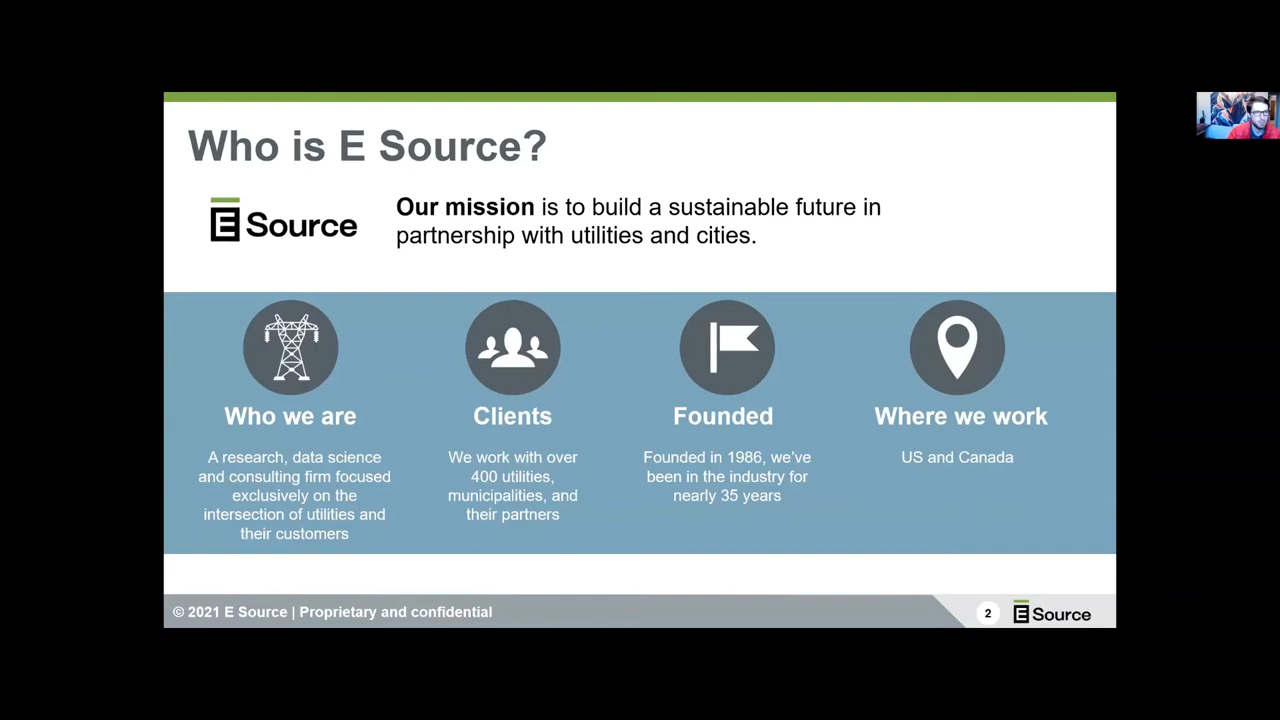 Who is E Source?
E Source
Our mission is to build a sustainable future in
partnership with utilities and cities.
Who we are
A research, data science
and consulting firm focused
exclusively on the
intersection of utilities and
their customers
Clients
We work with over
400 utilities,
municipalities, and
their partners
Founded
Founded in 1986, we’ve
been in the industry for
nearly 35 years
Where we work
US and Canada
© 2021 E Source | Proprietary and confidential
2
E Source